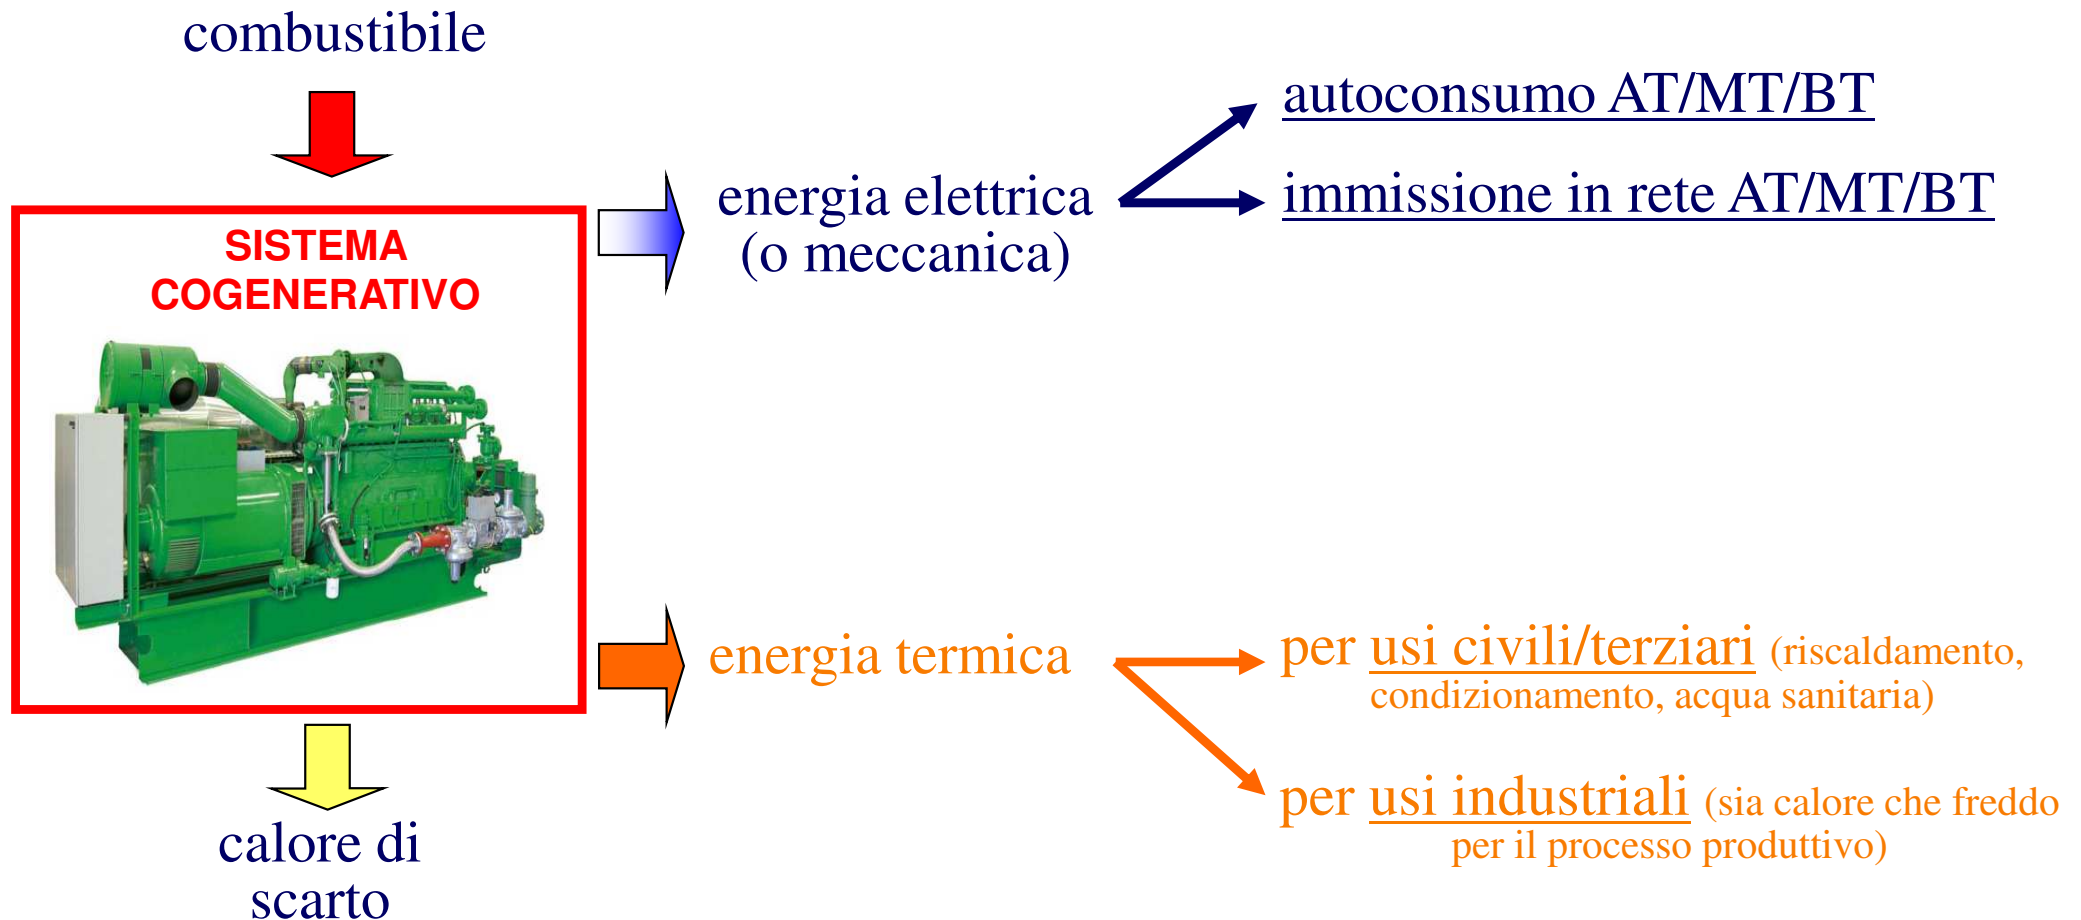 combustibile
SISTEMA
COGENERATIVO
energia elettrica
(o meccanica)
autoconsumo AT/MT/BT
immissione in rete AT/MT/BT
energia termica
per usi civili/terziari (riscaldamento,
condizionamento, acqua sanitaria)
per usi industriali (sia calore che freddo
per il processo produttivo)
calore di
scarto